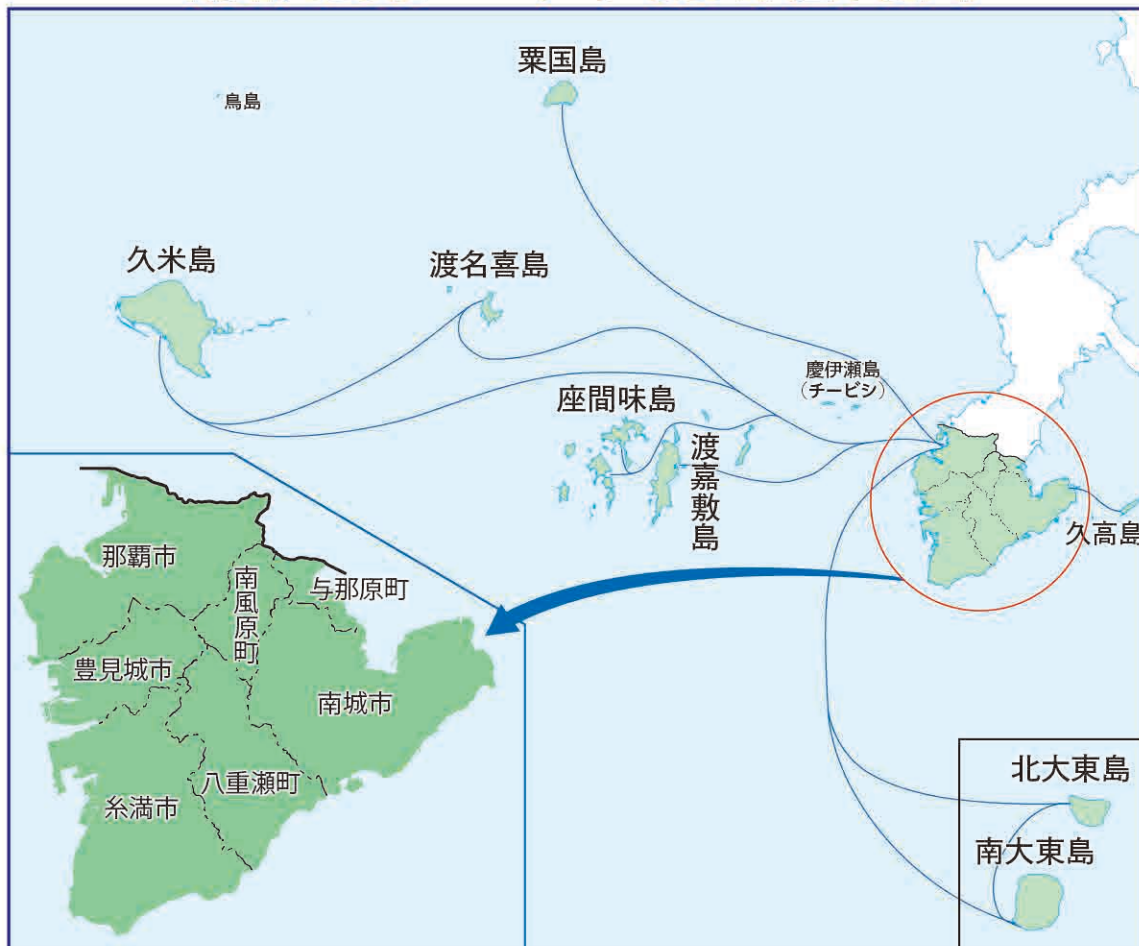 粟国島
鳥島
久米島
渡名喜島
慶伊瀬島
(チービシ)
座間味島
渡嘉敷島
久高島
那覇市
南風原町
与那原町
豊見城市
南城市
八重瀬町
糸満市
北大東島
南大東島